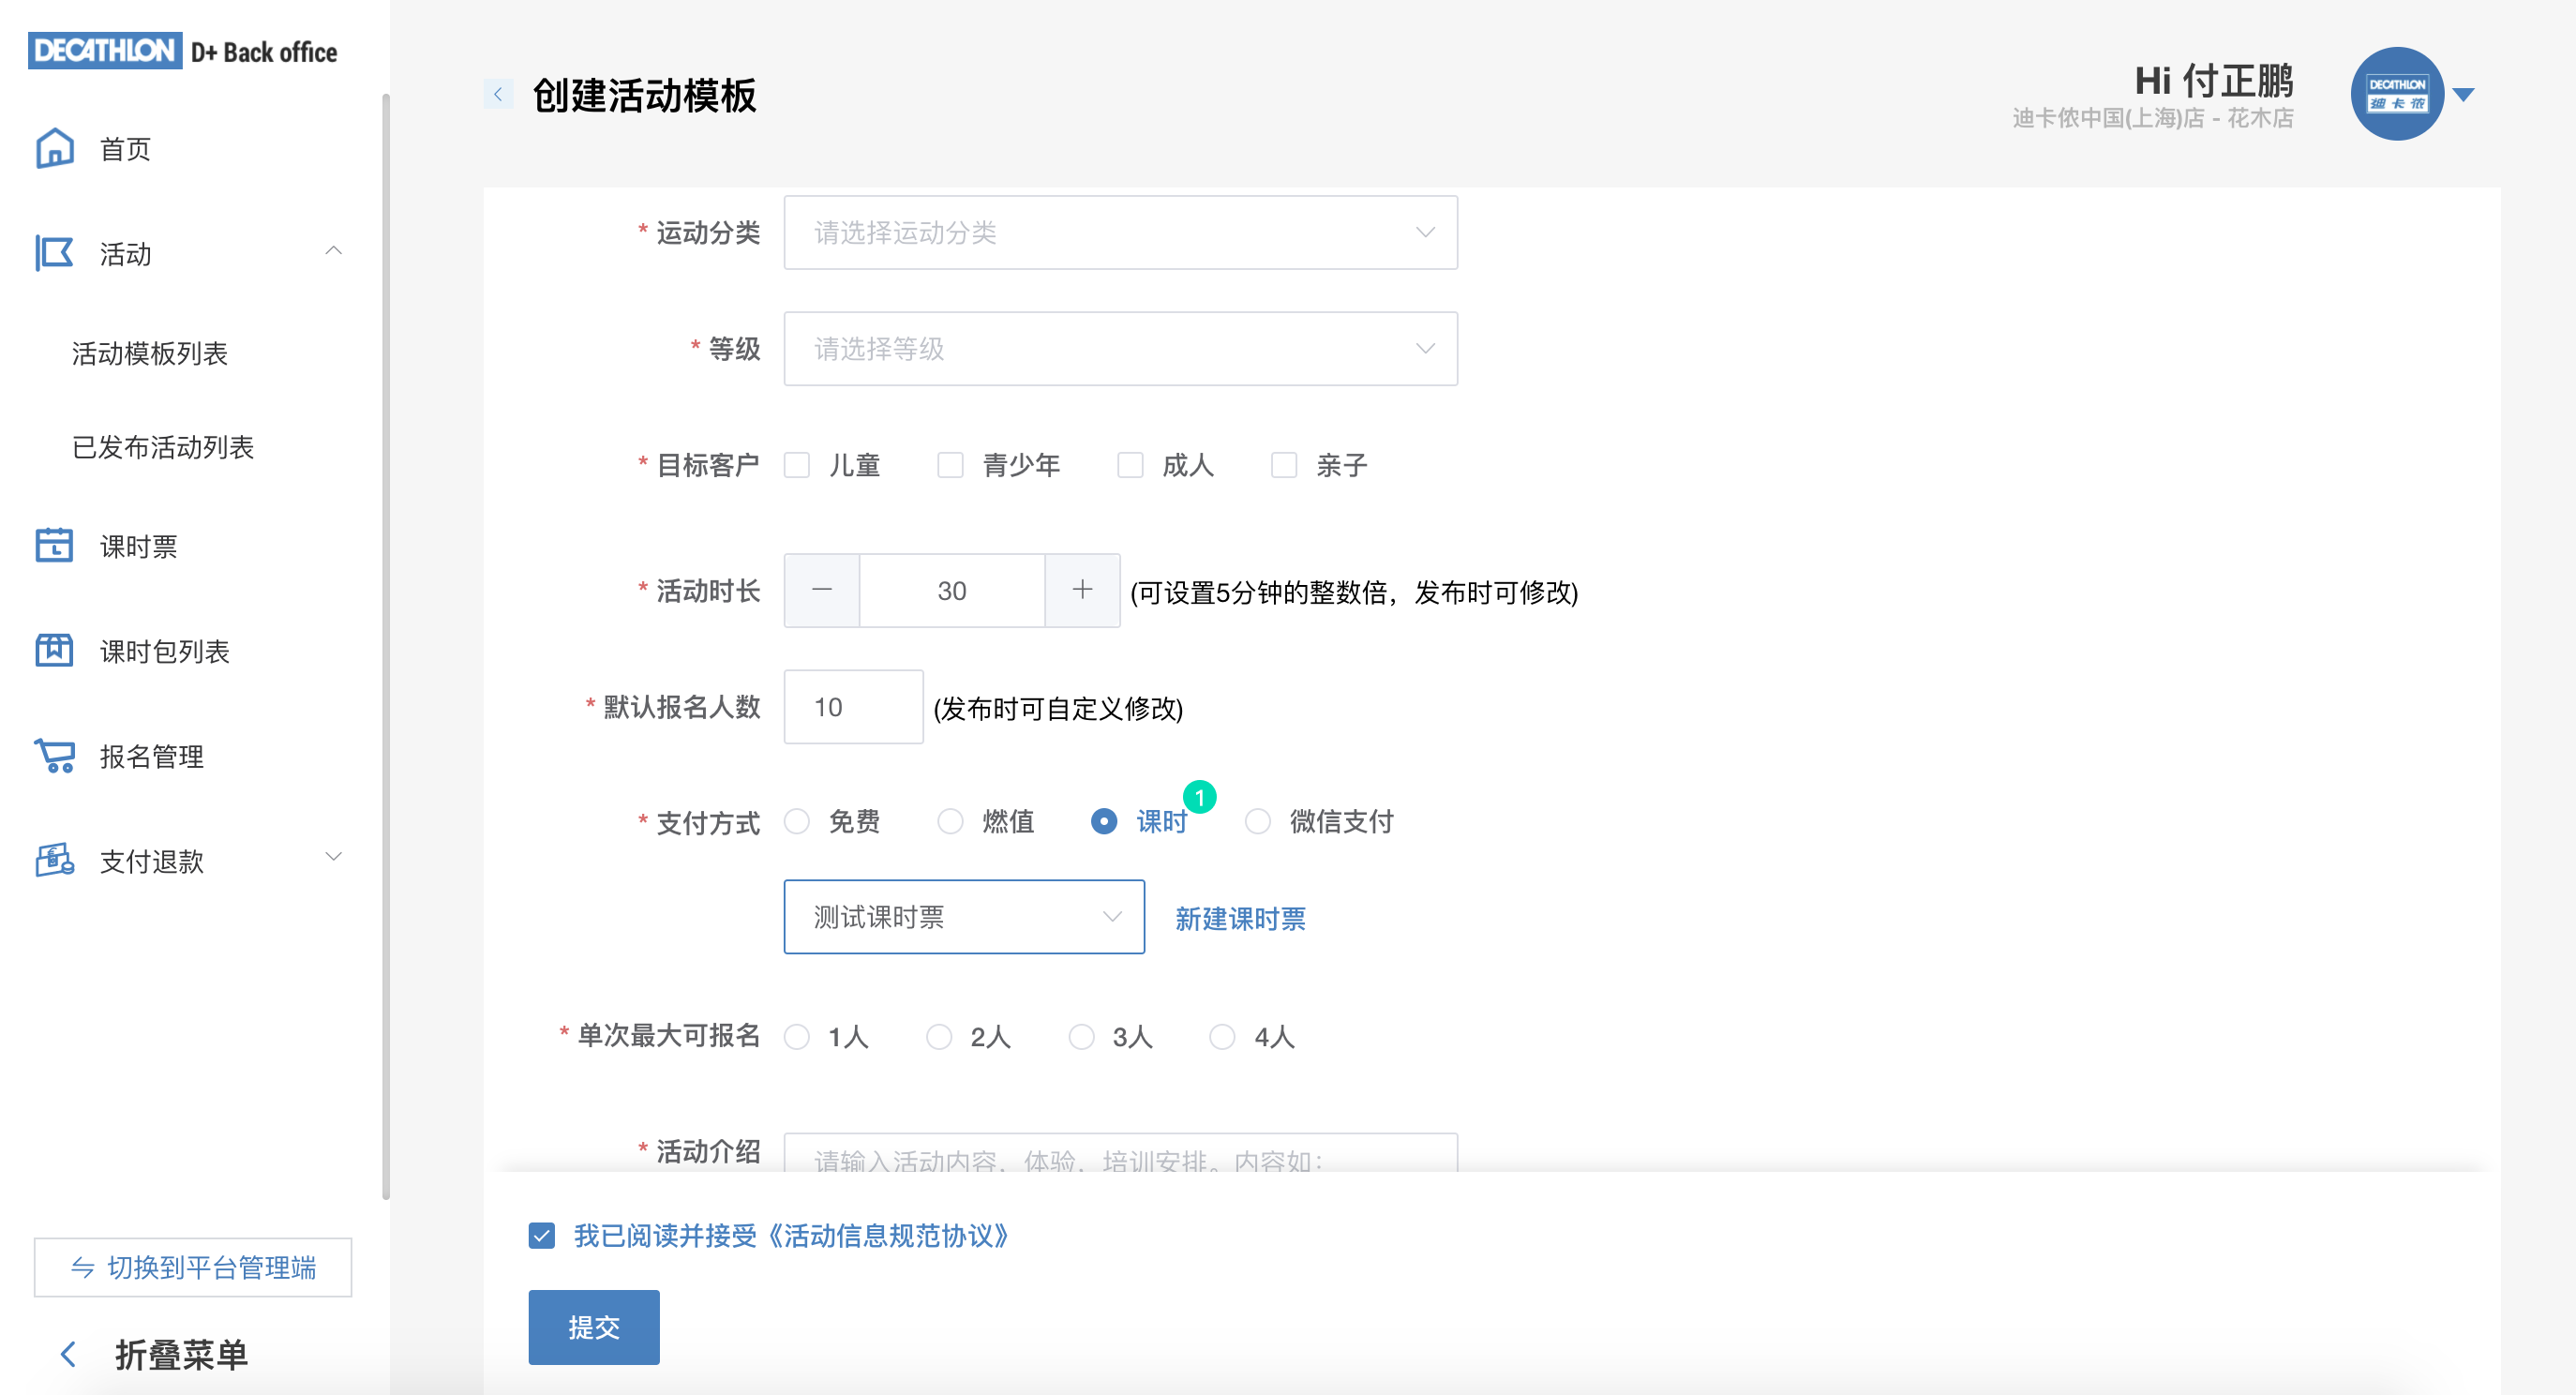 DECATHLON D+ Back office
首页
活动
活动模板列表
已发布活动列表
课时票
课时包列表
报名管理
支付退款
切换到平台管理端
折叠菜单
创建活动模板
Hi 付正鹏
迪卡侬中国(上海)店 - 花木店
DECATHLON
迪卡侬
* 运动分类 请选择运动分类
* 等级 请选择等级
* 目标客户 儿童 青少年 成人 亲子
* 活动时长 30 (可设置5分钟的整数倍，发布时可修改)
* 默认报名人数 10 (发布时可自定义修改)
* 支付方式 免费 燃值 课时 1 微信支付
测试课时票 新建课时票
* 单次最大可报名 1人 2人 3人 4人
* 活动介绍 请输入活动内容，体验，培训安排。内容如：
我已阅读并接受《活动信息规范协议》
提交